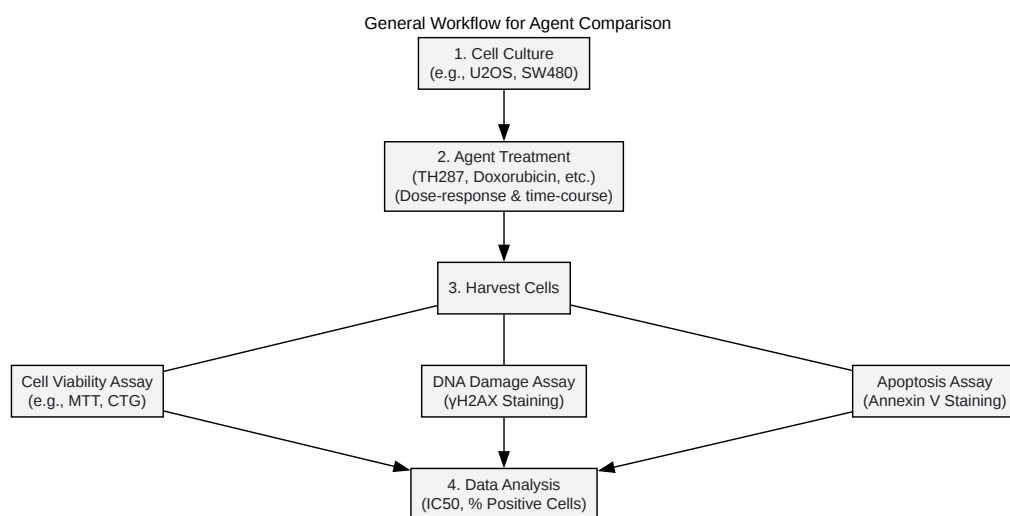 General Workflow for Agent Comparison
1. Cell Culture
(e.g., U2OS, SW480)
2. Agent Treatment
(TH287, Doxorubicin, etc.)
(Dose-response & time-course)
3. Harvest Cells
Cell Viability Assay
(e.g., MTT, CTG)
DNA Damage Assay
(γH2AX Staining)
Apoptosis Assay
(Annexin V Staining)
4. Data Analysis
(IC50, % Positive Cells)